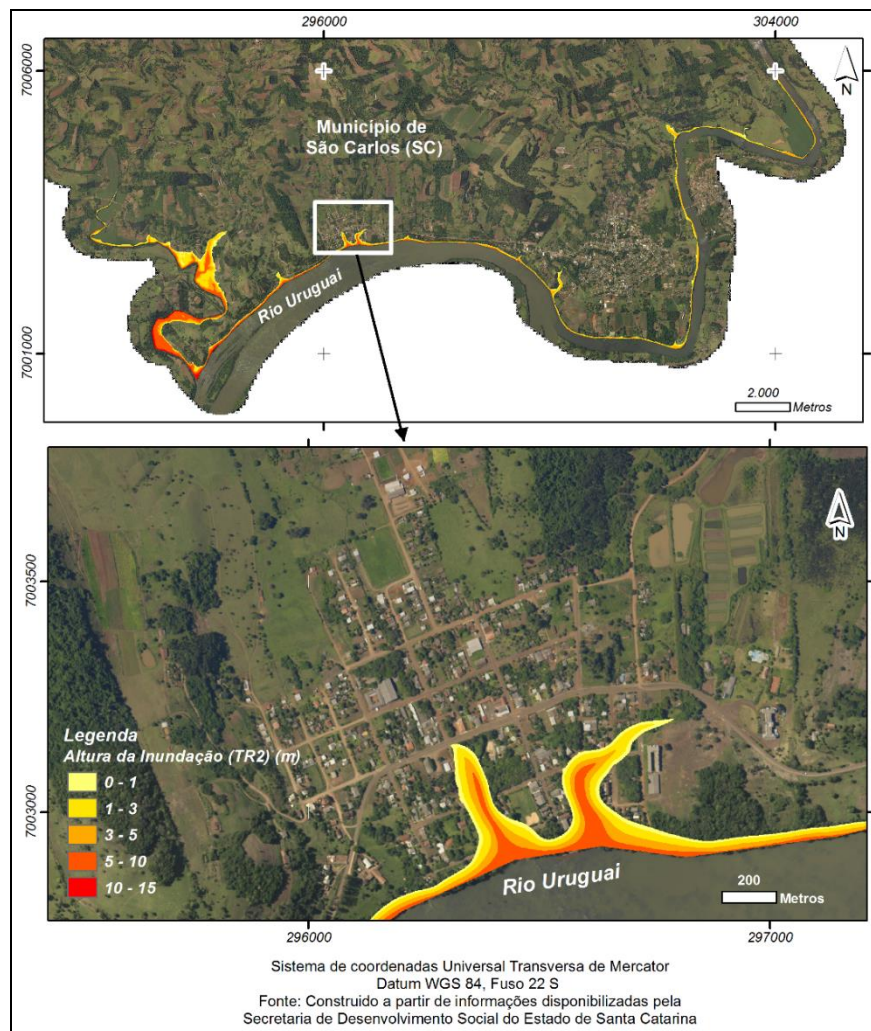 296000
304000
7006000
N
Município de
São Carlos (SC)
Rio Uruguai
7001000
2.000
Metros
N
7003500
Legenda
Altura da Inundação (TR2) (m)
0 - 1
1 - 3
3 - 5
5 - 10
10 - 15
7003000
Rio Uruguai
200
Metros
296000
297000
Sistema de coordenadas Universal Transversa de Mercator
Datum WGS 84, Fuso 22 S
Fonte: Construido a partir de informações disponibilizadas pela
Secretaria de Desenvolvimento Social do Estado de Santa Catarina